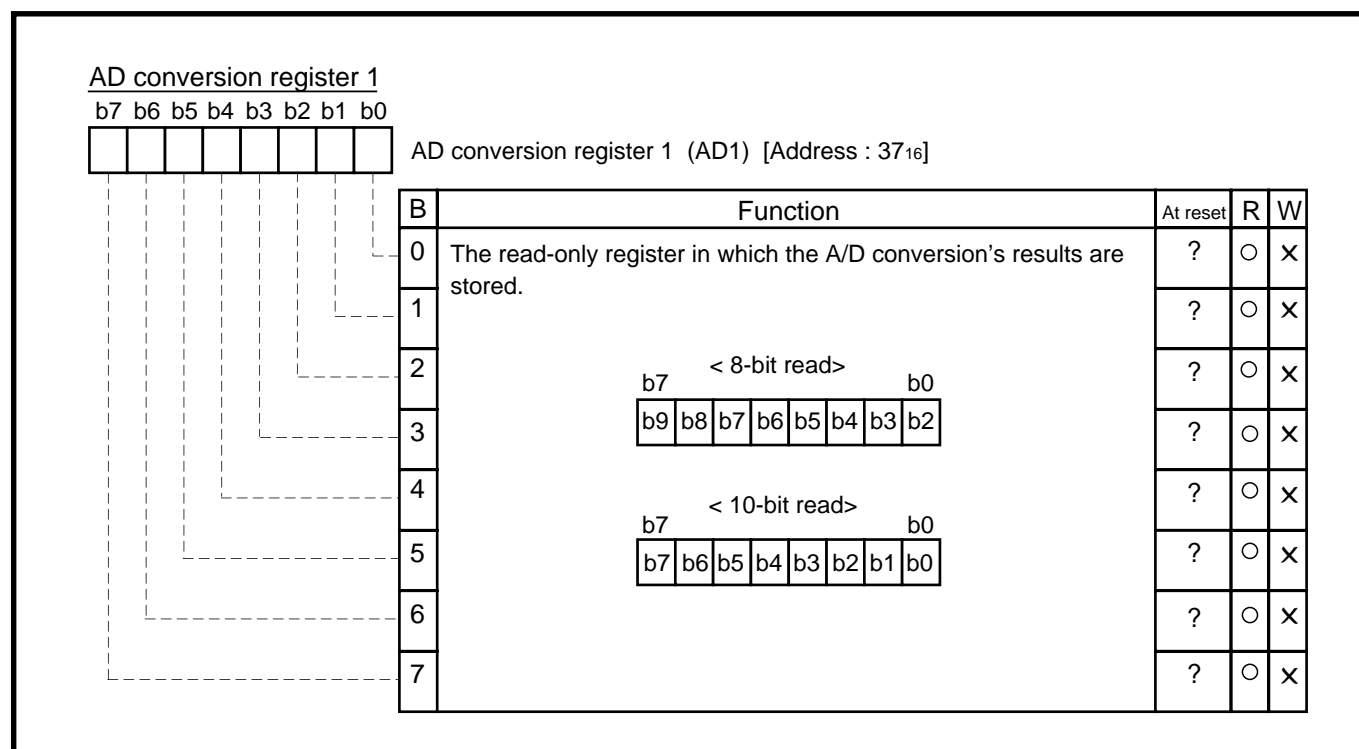 AD conversion register 1
b7 b6 b5 b4 b3 b2 b1 b0
AD conversion register 1 (AD1) [Address : 3716]
B Function At reset R W
0 The read-only register in which the A/D conversion's results are ? ○ ×
stored.
1 ? ○ ×
< 8-bit read>
2 ? ○ ×
b7 b0
b9 b8 b7 b6 b5 b4 b3 b2
3 ? ○ ×
4 ? ○ ×
< 10-bit read>
b7 b0
5 ? ○ ×
b7 b6 b5 b4 b3 b2 b1 b0
6 ? ○ ×
7 ? ○ ×